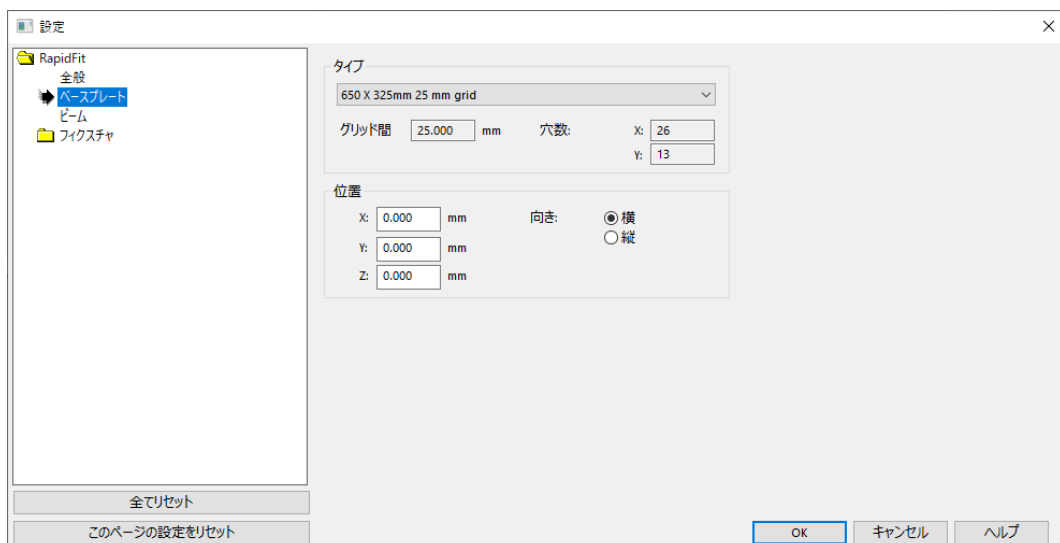 設定
RapidFit
全般
ベースプレート
ビーム
フィクスチャ
全てリセット
このページの設定をリセット
タイプ
650 X 325mm 25 mm grid
グリッド間 25.000 mm 穴数: X: 26
Y: 13
位置
X: 0.000 mm 向き: 横
縦
Y: 0.000 mm
Z: 0.000 mm
OK キャンセル ヘルプ